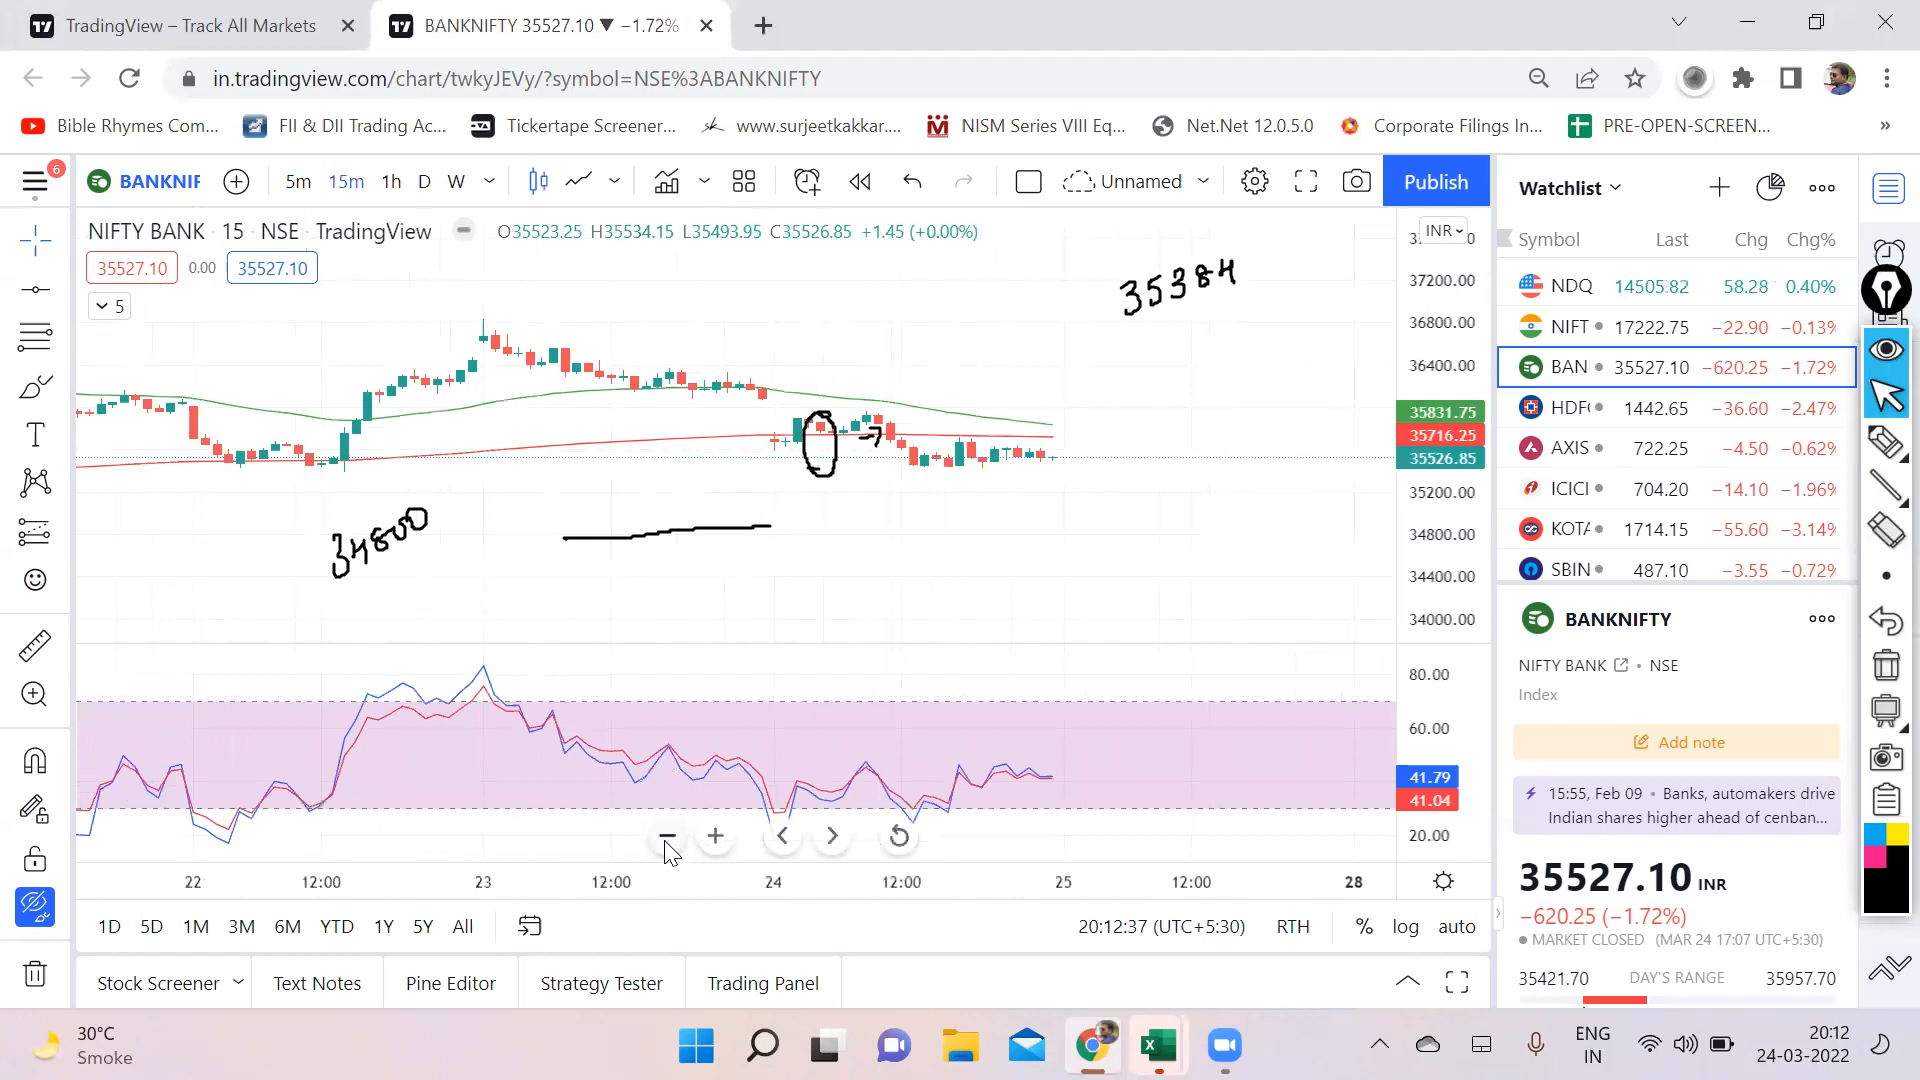 TradingView – Track All Markets
BANKNIFTY 35527.10 ▼ −1.72%
in.tradingview.com/chart/twkyJEVy/?symbol=NSE%3ABANKNIFTY
Bible Rhymes Com...
FII & DII Trading Ac...
Tickertape Screener...
www.surjeetkakkar....
NISM Series VIII Eq...
Net.Net 12.0.5.0
Corporate Filings In...
PRE-OPEN-SCREEN...
»
6
BANKNIF
5m 15m 1h D W
Unnamed
Publish
NIFTY BANK · 15 · NSE TradingView
O35523.25 H35534.15 L35493.95 C35526.85 +1.45 (+0.00%)
INR
35527.10 0.00 35527.10
5
35384
34800
37200.00
36800.00
36400.00
35831.75
35716.25
35526.85
35200.00
34800.00
34400.00
34000.00
80.00
60.00
41.79
41.04
20.00
22 12:00 23 12:00 24 12:00 25 12:00 28
1D 5D 1M 3M 6M YTD 1Y 5Y All
20:12:37 (UTC+5:30) RTH % log auto
Stock Screener Text Notes Pine Editor Strategy Tester Trading Panel
Watchlist
Symbol Last Chg Chg%
NDQ 14505.82 58.28 0.40%
NIFT 17222.75 −22.90 −0.13%
BAN 35527.10 −620.25 −1.72%
HDF 1442.65 −36.60 −2.47%
AXIS 722.25 −4.50 −0.62%
ICICI 704.20 −14.10 −1.96%
KOTA 1714.15 −55.60 −3.14%
SBIN 487.10 −3.55 −0.72%
BANKNIFTY
NIFTY BANK • NSE
Index
Add note
15:55, Feb 09 • Banks, automakers drive
Indian shares higher ahead of cenban...
35527.10 INR
−620.25 (−1.72%)
MARKET CLOSED (MAR 24 17:07 UTC+5:30)
35421.70 DAY'S RANGE 35957.70
30°C
Smoke
ENG
IN
20:12
24-03-2022